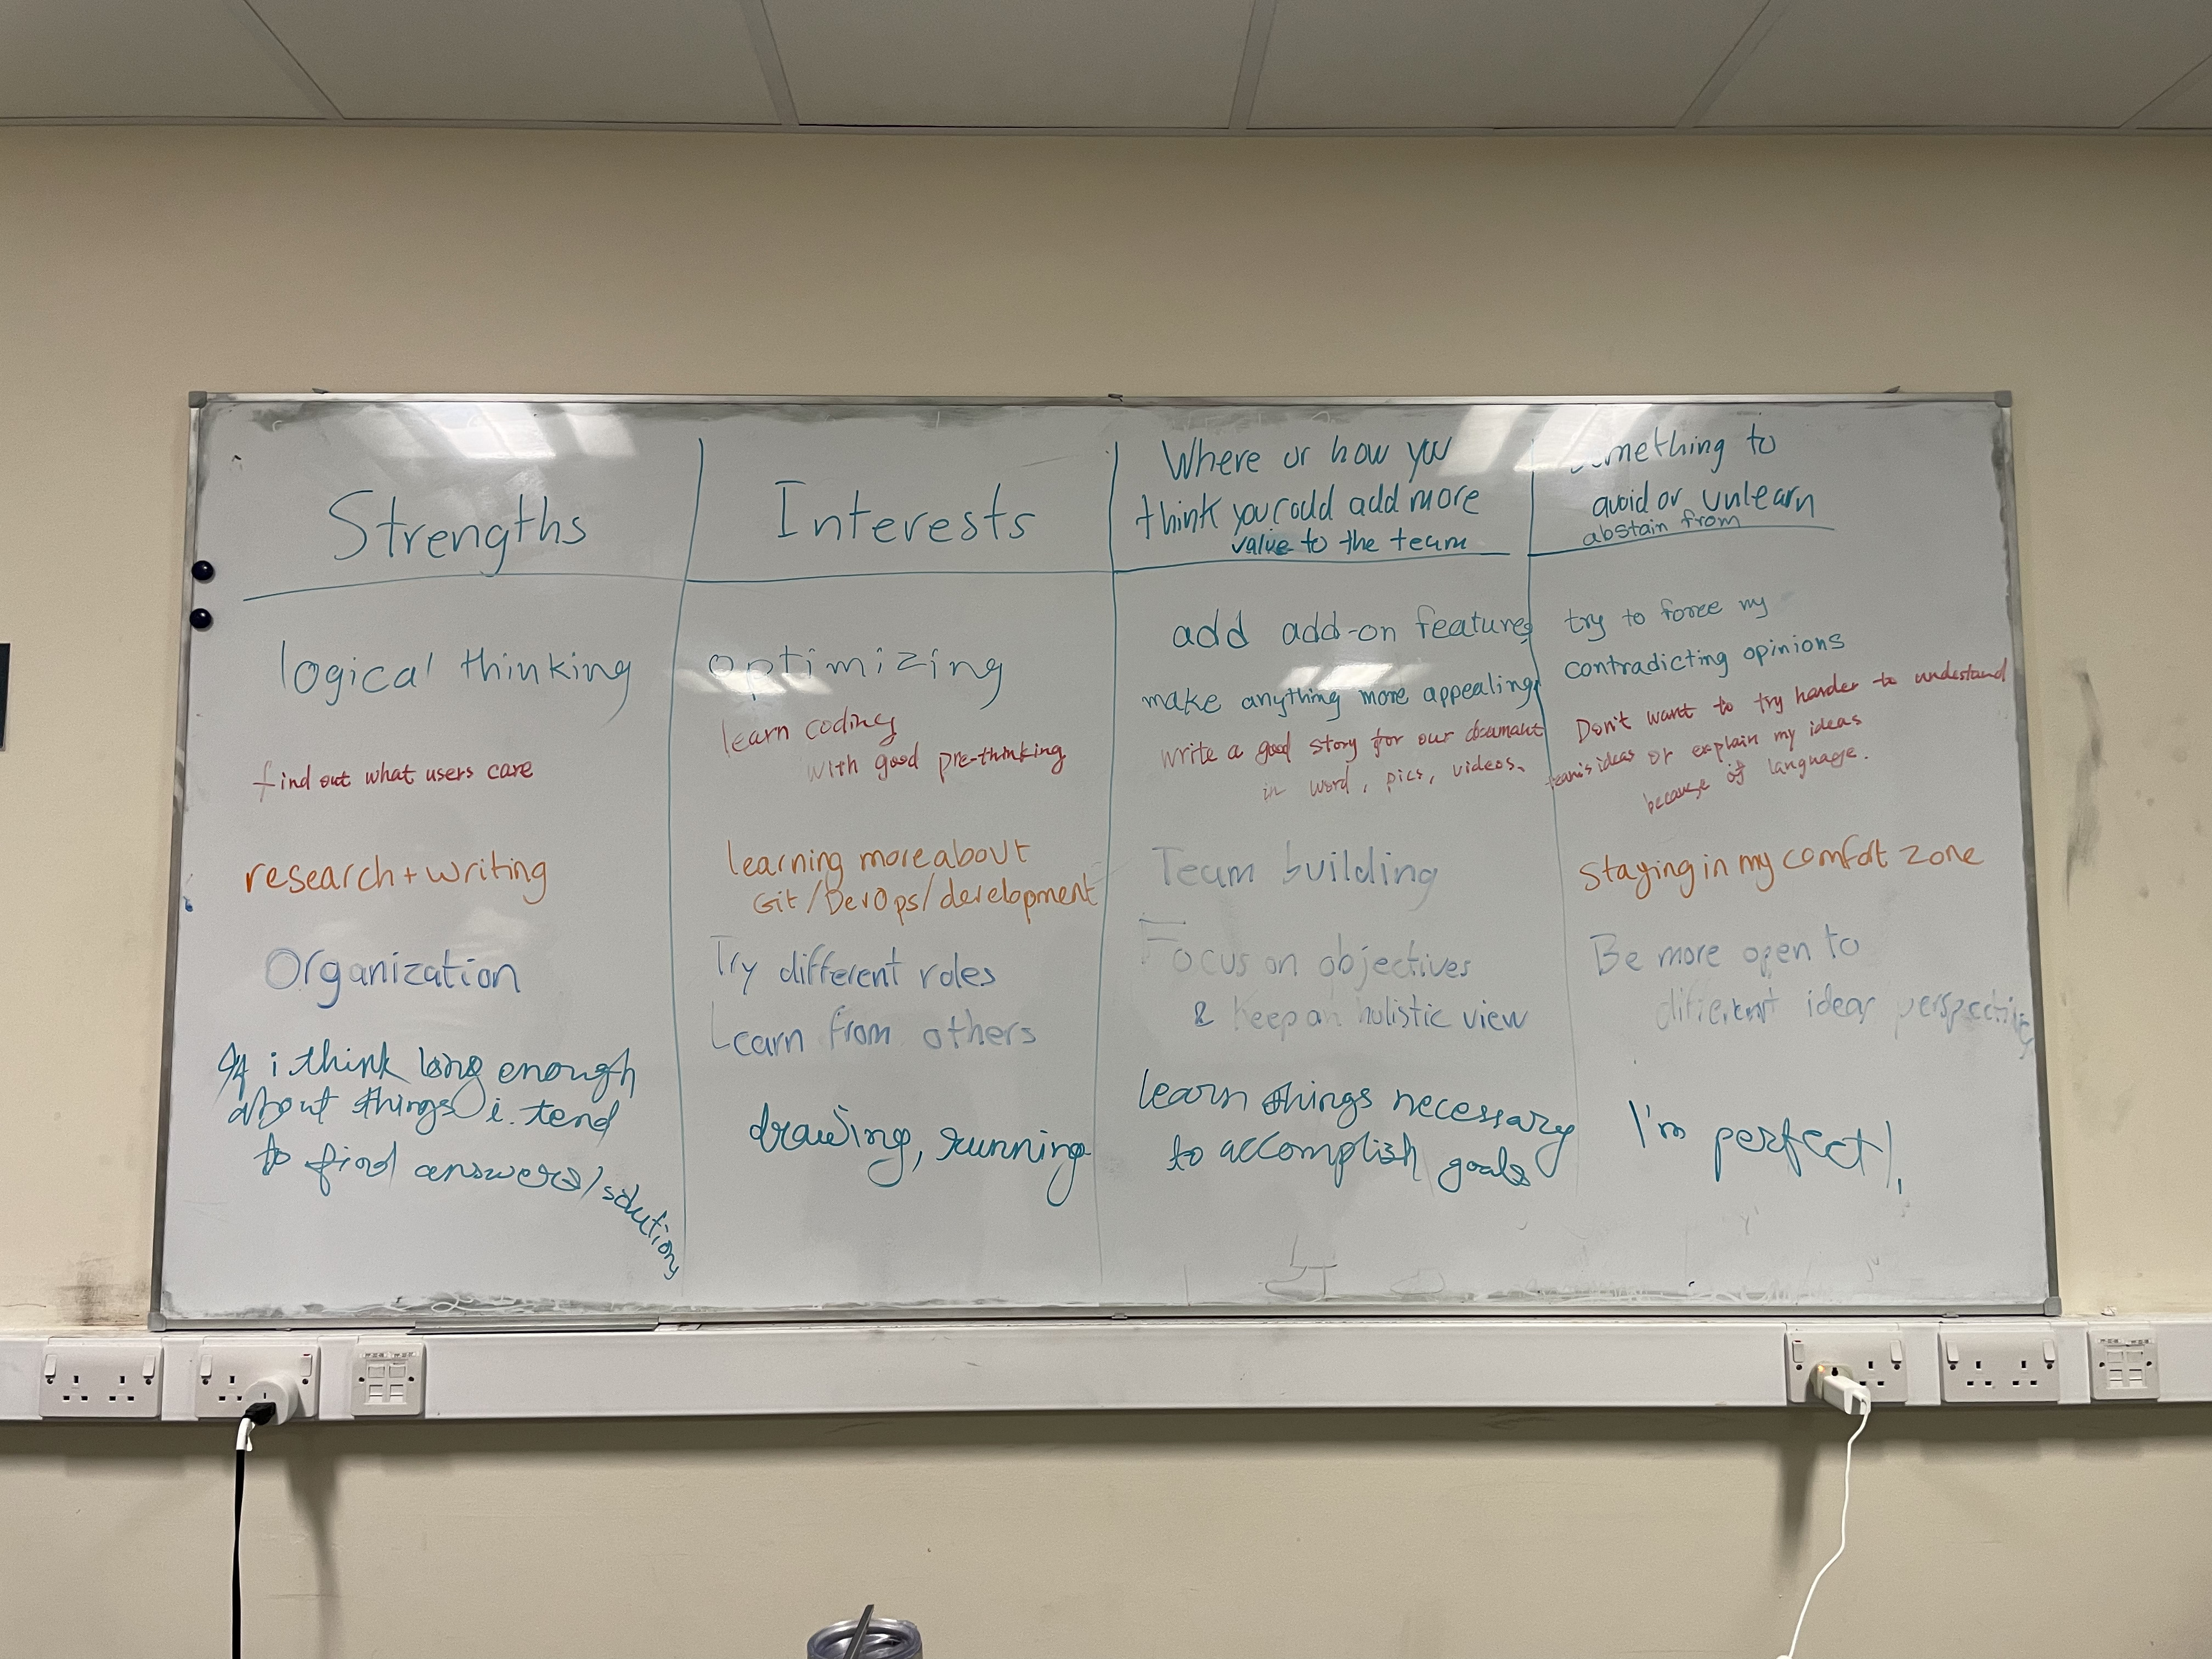 Strengths
Interests
Where or how you
think you could add more
value to the team
Something to
avoid or unlearn
abstain from
logical thinking
optimizing
add add-on features
make anything more appealing
try to force my
contradicting opinions
find out what users care
learn coding
with good pre-thinking
write a good story for our document
in word, pics, videos.
Don't want to try harder to understand
team's ideas or explain my ideas
because of language.
research + writing
learning more about
Git/DevOps/development
Team building
staying in my comfort zone
Organization
Try different roles
Learn from others
Focus on objectives
& keep an holistic view
Be more open to
different ideas perspectives
If i think long enough
about things i tend
to find answers/solutions
drawing, running
learn things necessary
to accomplish goals
I'm perfect!